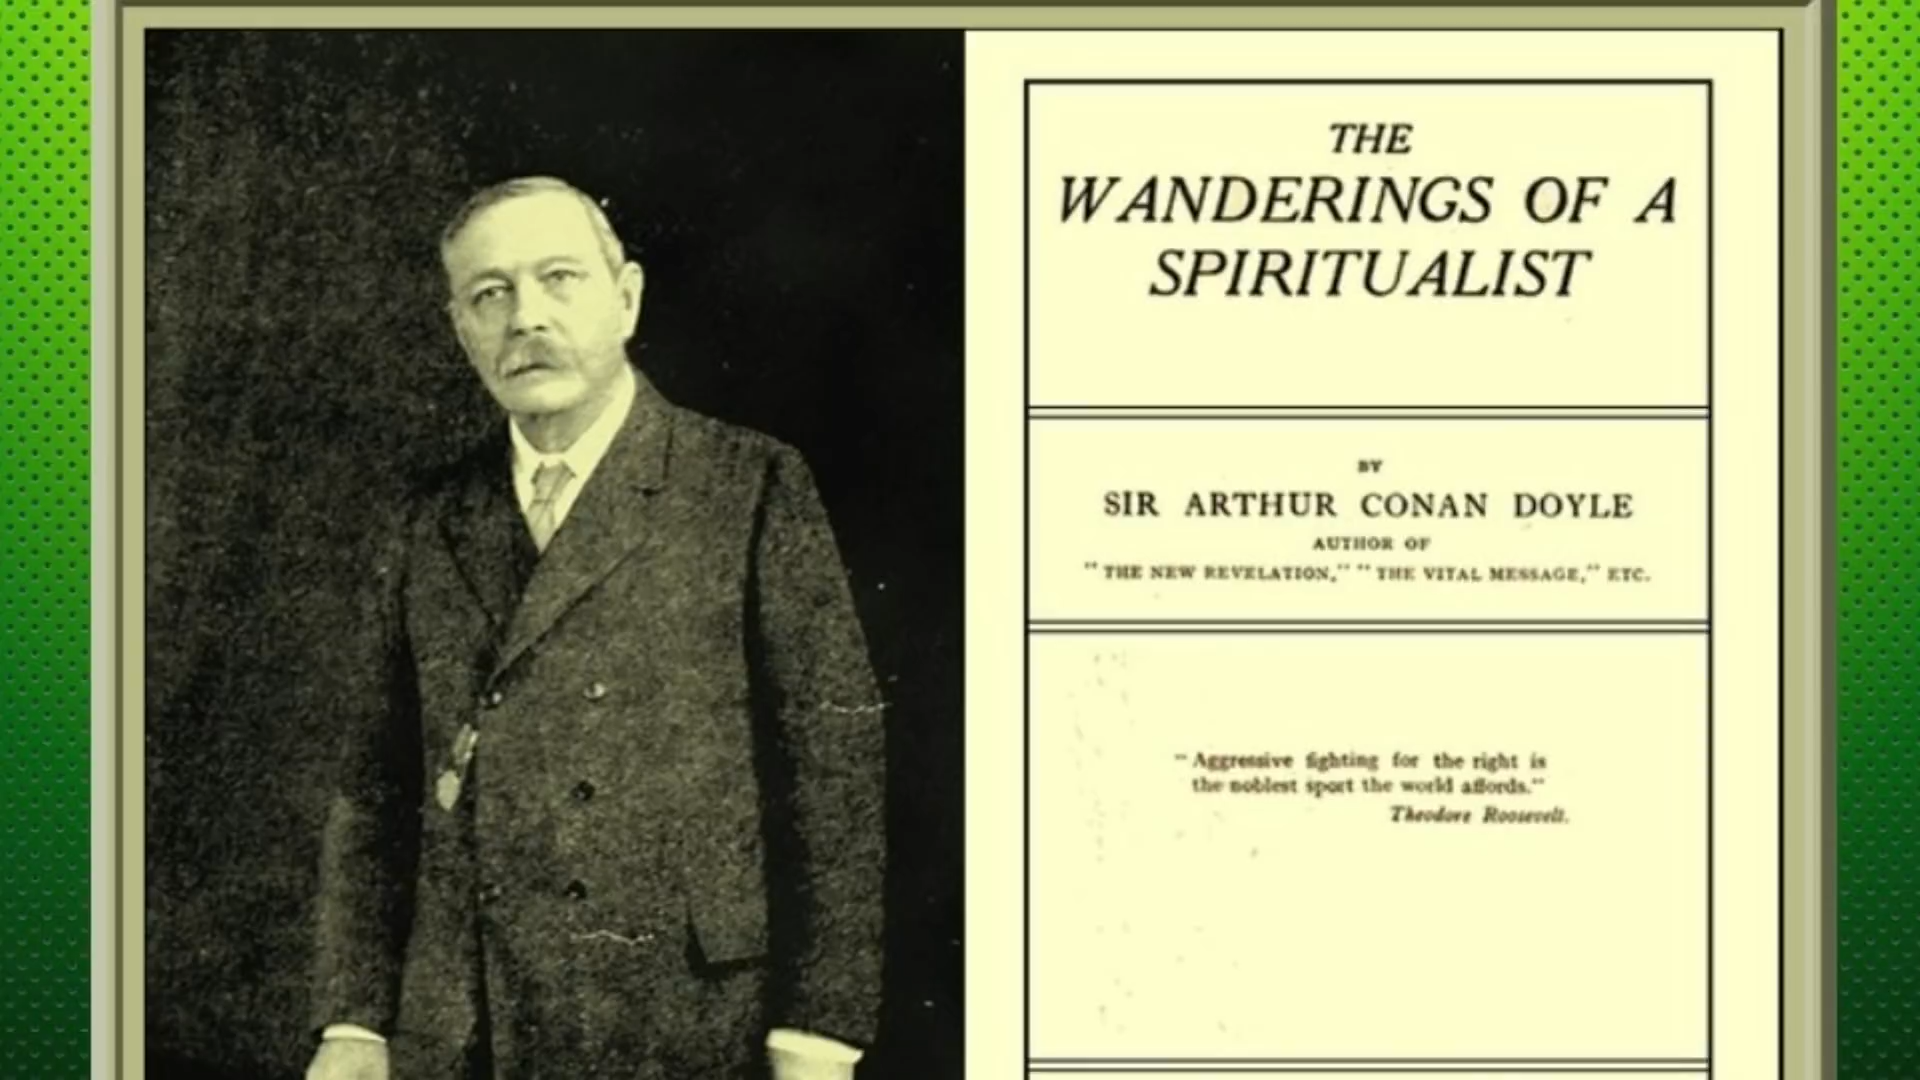 THE
WANDERINGS OF A
SPIRITUALIST
BY
SIR ARTHUR CONAN DOYLE
AUTHOR OF
"THE NEW REVELATION," "THE VITAL MESSAGE," ETC.
"Aggressive fighting for the right is
the noblest sport the world affords."
Theodore Roosevelt.